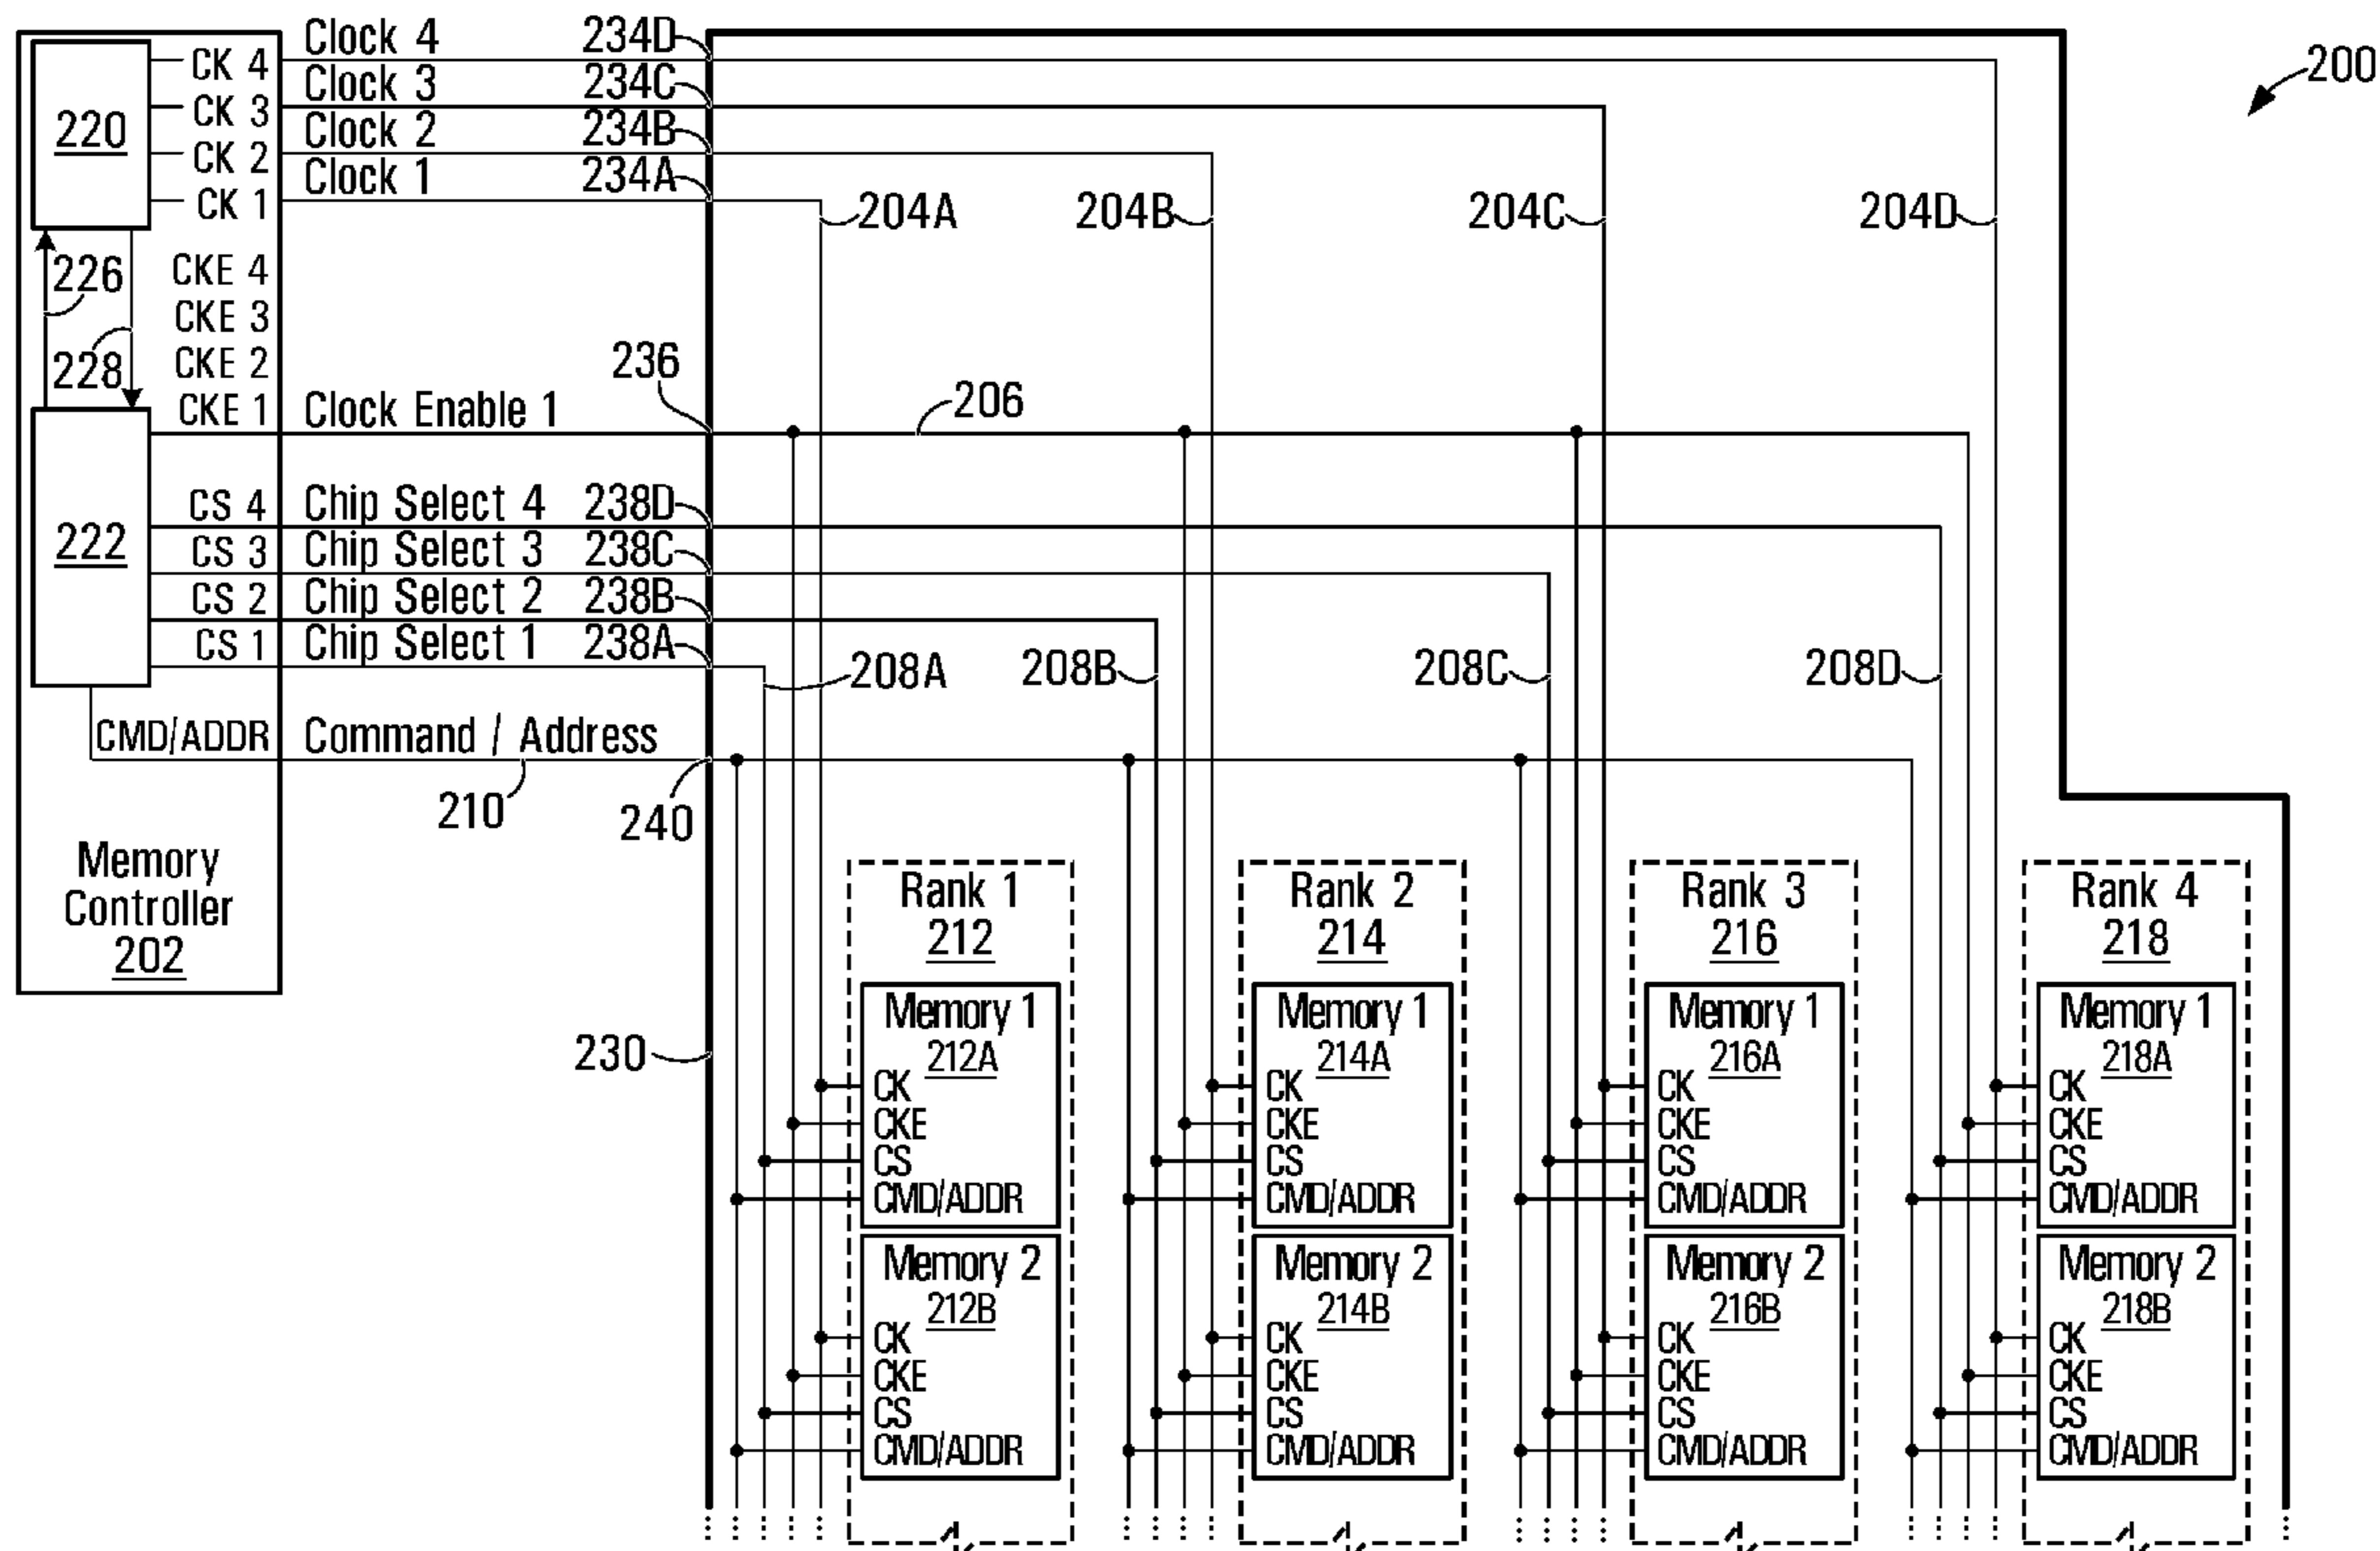 Clock 4 234D
CK 4
Clock 3 234C
CK 3
Clock 2 234B
CK 2
Clock 1 234A
CK 1
220
200
204A 204B 204C 204D
226
CKE 4
CKE 3
228
CKE 2
CKE 1
Clock Enable 1
236
206
222
CS 4 Chip Select 4 238D
CS 3 Chip Select 3 238C
CS 2 Chip Select 2 238B
CS 1 Chip Select 1 238A
208A 208B 208C 208D
CMD/ADDR Command / Address
210
240
Memory
Controller
202
230
Rank 1
212
Memory 1
212A
CK
CKE
CS
CMD/ADDR
Memory 2
212B
CK
CKE
CS
CMD/ADDR
Rank 2
214
Memory 1
214A
CK
CKE
CS
CMD/ADDR
Memory 2
214B
CK
CKE
CS
CMD/ADDR
Rank 3
216
Memory 1
216A
CK
CKE
CS
CMD/ADDR
Memory 2
216B
CK
CKE
CS
CMD/ADDR
Rank 4
218
Memory 1
218A
CK
CKE
CS
CMD/ADDR
Memory 2
218B
CK
CKE
CS
CMD/ADDR